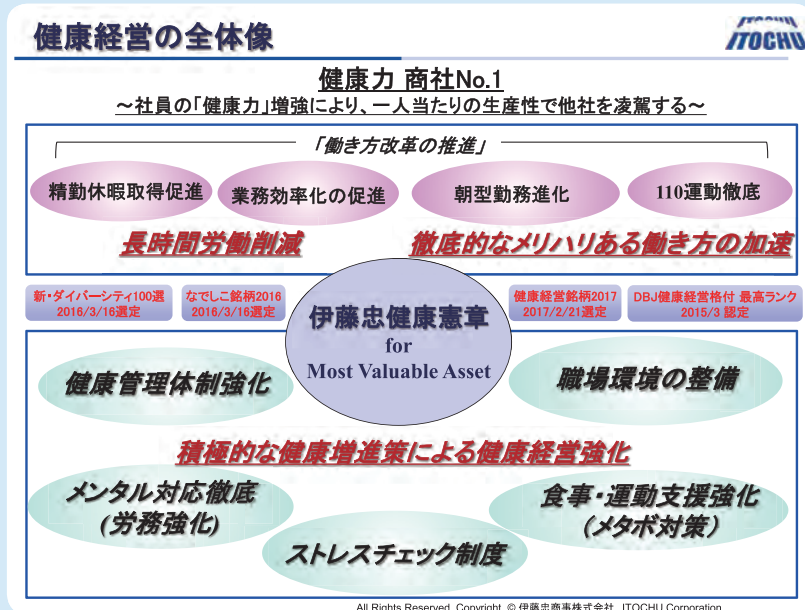 健康経営の全体像
ITOCHU
健康力 商社No.1
～社員の「健康力」増強により、一人当たりの生産性で他社を凌駕する～
「働き方改革の推進」
精勤休暇取得促進
業務効率化の促進
朝型勤務進化
110運動徹底
長時間労働削減
徹底的なメリハリある働き方の加速
新・ダイバーシティ100選
2016/3/16選定
なでしこ銘柄2016
2016/3/16選定
健康経営銘柄2017
2017/2/21選定
DBJ健康経営格付 最高ランク
2015/3 認定
伊藤忠健康憲章
for
Most Valuable Asset
健康管理体制強化
職場環境の整備
積極的な健康増進策による健康経営強化
メンタル対応徹底
(労務強化)
食事・運動支援強化
(メタボ対策）
ストレスチェック制度
All Rights Reserved, Copyright © 伊藤忠商事株式会社 ITOCHU Corporation